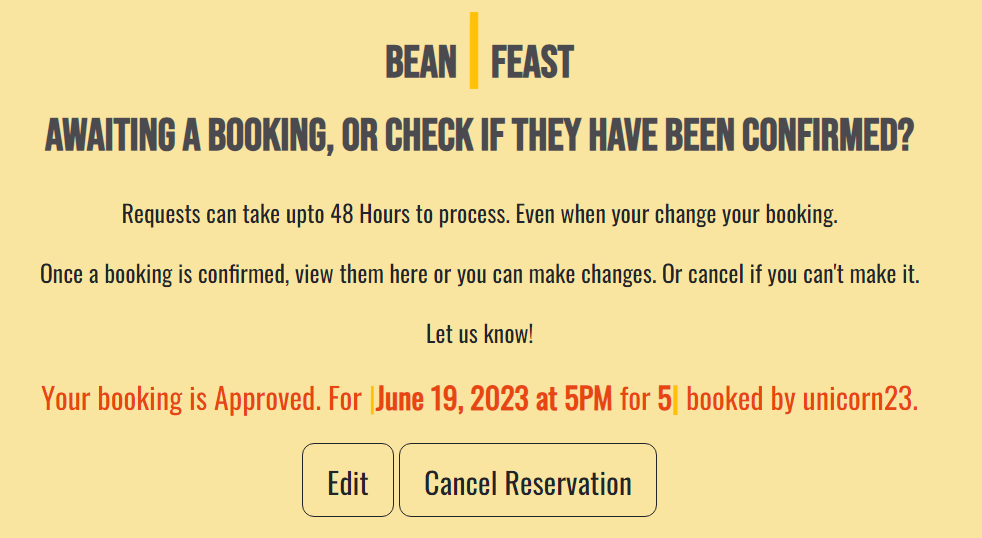 BEAN | FEAST
AWAITING A BOOKING, OR CHECK IF THEY HAVE BEEN CONFIRMED?
Requests can take upto 48 Hours to process. Even when your change your booking.
Once a booking is confirmed, view them here or you can make changes. Or cancel if you can't make it.
Let us know!
Your booking is Approved. For |June 19, 2023 at 5PM for 5| booked by unicorn23.
Edit Cancel Reservation